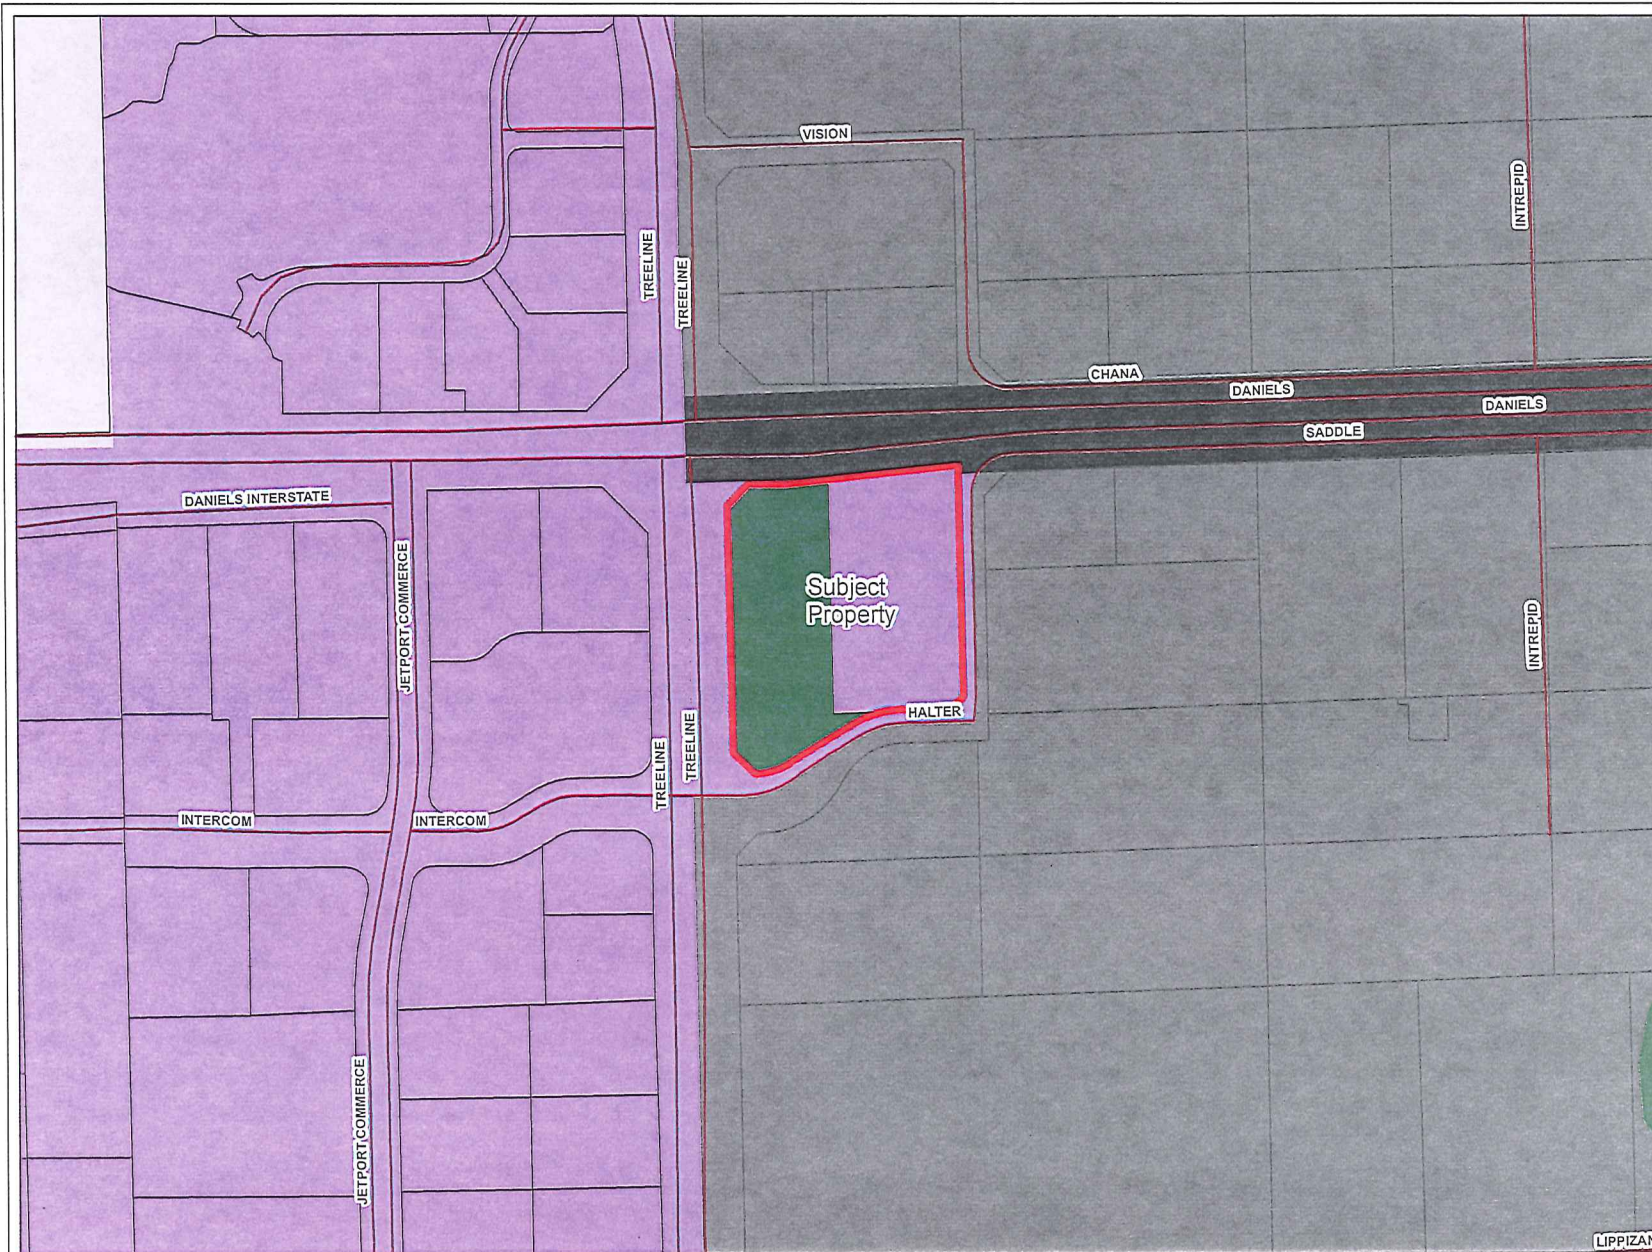 VISION
INTREPID
TREELINE
TREELINE
CHANA
DANIELS
DANIELS
SADDLE
DANIELS INTERSTATE
JETPORT COMMERCE
Subject
Property
INTREPID
HALTER
TREELINE
TREELINE
INTERCOM
INTERCOM
JETPORT COMMERCE